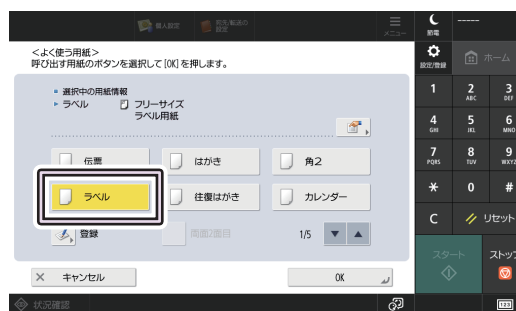 個人設定
宛先/転送の
設定
メニュー
節電
-----
<よく使う用紙>
呼び出す用紙のボタンを選択して[OK]を押します。
設定/登録
ホーム
選択中の用紙情報
ラベル フリーサイズ
ラベル用紙
1
2 ABC
3 DEF
4 GHI
5 JKL
6 MNO
伝票
はがき
角2
7 PQRS
8 TUV
9 WXYZ
ラベル
往復はがき
カレンダー
*
0
#
登録
両面2面目
1/5
C
リセット
キャンセル
OK
スタート
ストップ
状況確認
123